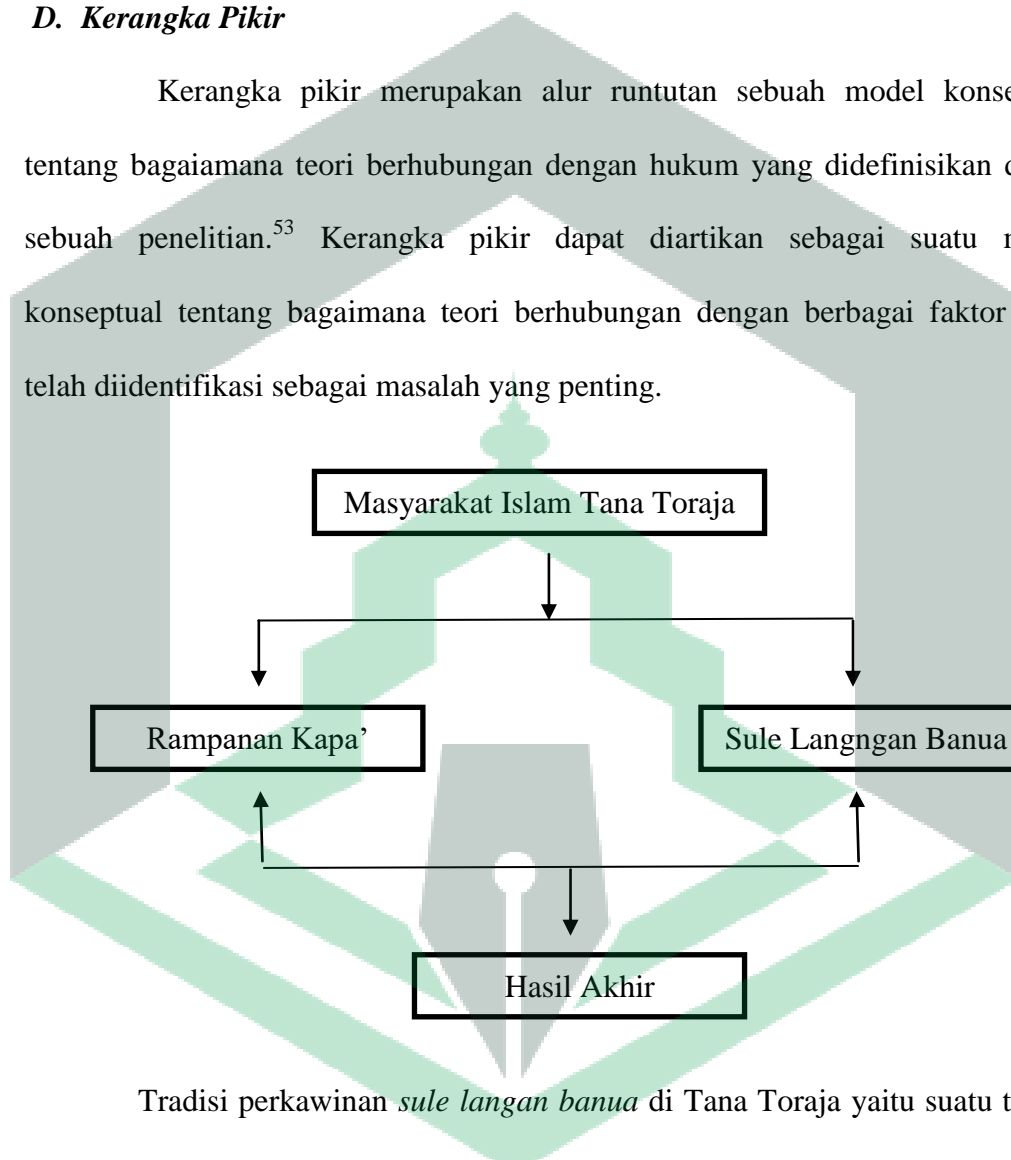 D. Kerangka Pikir
Kerangka pikir merupakan alur runtutan sebuah model
tentang bagaiamana teori berhubungan dengan hukum yang didefinisikan
sebuah penelitian.53 Kerangka pikir dapat diartikan sebagai suatu
konseptual tentang bagaimana teori berhubungan dengan berbagai faktor
telah diidentifikasi sebagai masalah yang penting.
Masyarakat Islam Tana Toraja
Rampanan Kapa’ Sule Langngan Banua
Hasil Akhir
Tradisi perkawinan sule langan banua di Tana Toraja yaitu suatu